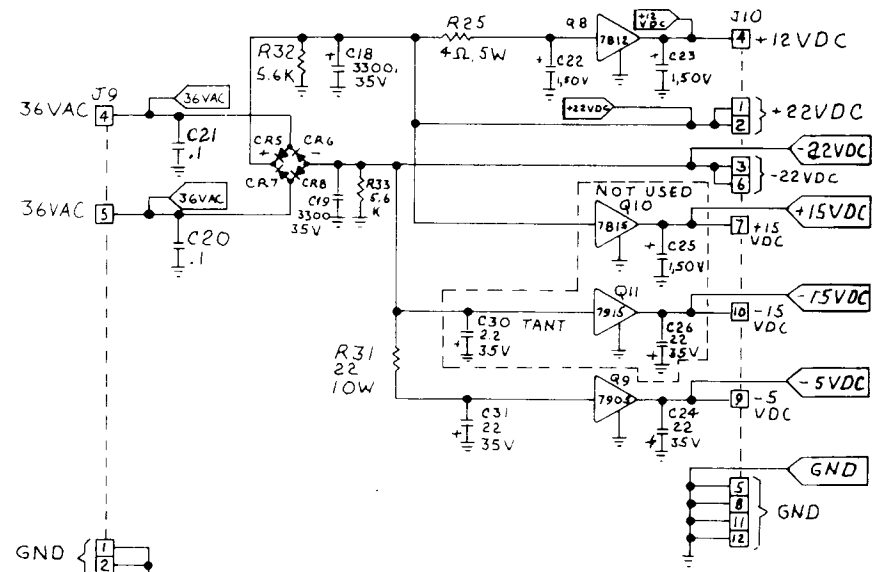 R25
4Ω, 5W
Q8
7812
+12 VDC
J10
4 +12VDC
R32
5.6K
+ C18
3300,
35V
+ C22
1,50V
+ C23
1,50V
J9
36VAC 4
36VAC
C21
.1
+22VDC
1
2
+22VDC
CR5 + CR6 -
CR7 CR8
-22VDC
3
6
-22VDC
36VAC 5
36VAC
C20
.1
C19
3300
35V
R33
5.6
K
NOT USED
Q10
7815
+15VDC
7 +15
VDC
+ C25
1,50V
Q11
7915
-15VDC
10 -15
VDC
C30 TANT
2.2
+ 35V
C26
22
+ 35V
R31
22
10W
Q9
7905
-5VDC
9 -5
VDC
C31
22
+ 35V
C24
22
+ 35V
GND
5
8
11
12
GND
GND
1
2